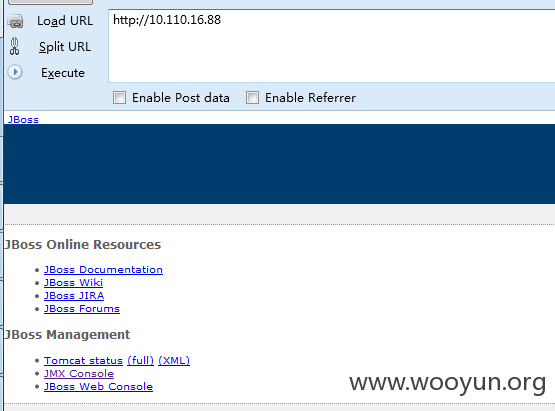 Load URL
http://10.110.16.88
Split URL
Execute
Enable Post data Enable Referrer
JBoss
JBoss Online Resources
JBoss Documentation
JBoss Wiki
JBoss JIRA
JBoss Forums
JBoss Management
Tomcat status (full) (XML)
JMX Console
JBoss Web Console
www.wooyun.org